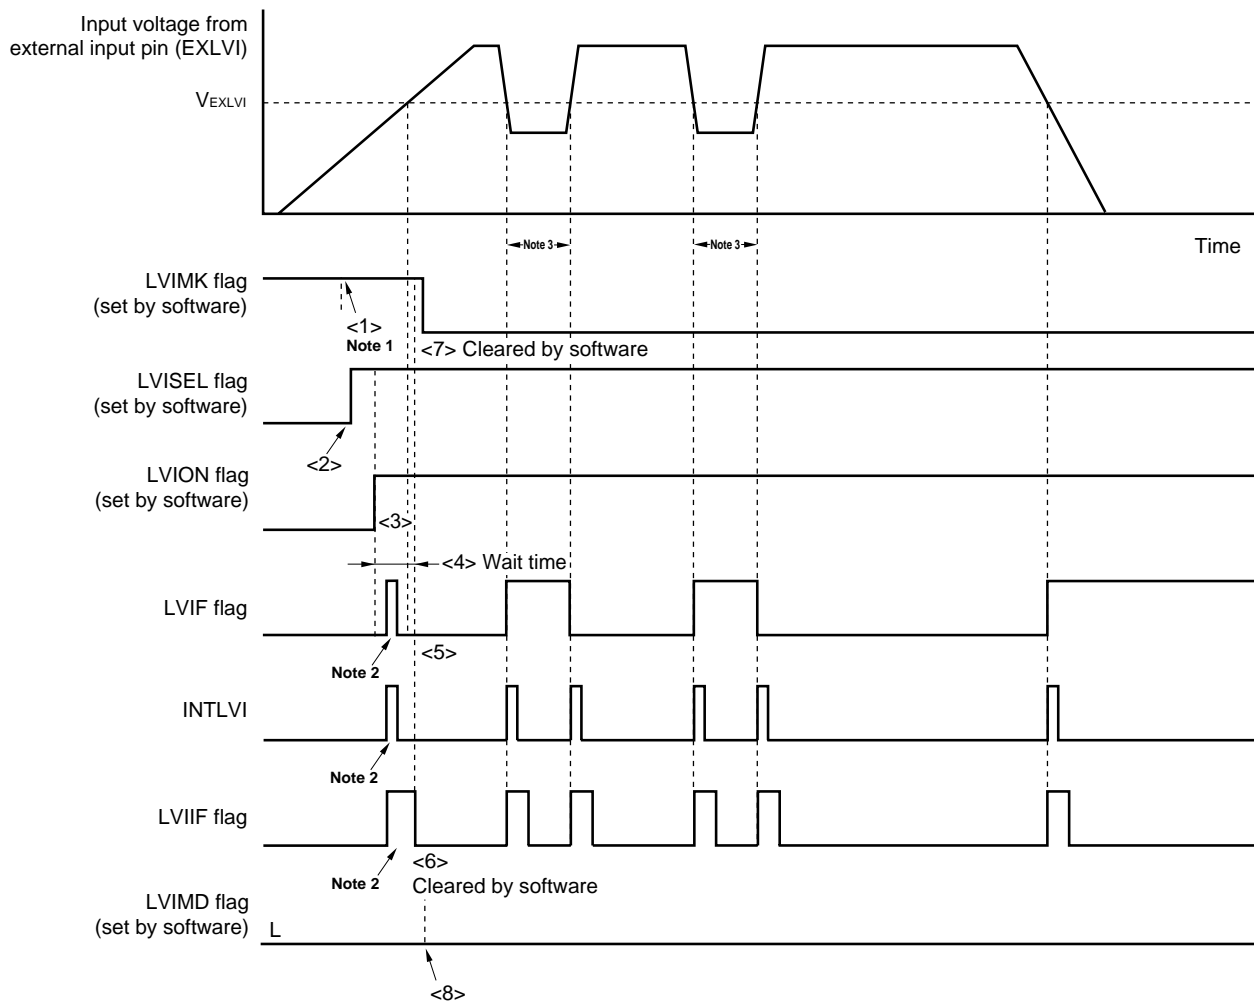 Input voltage from
external input pin (EXLVI)
VEXLVI
Note 3
Note 3
Time
LVIMK flag
(set by software)
<1>
Note 1
<7> Cleared by software
LVISEL flag
(set by software)
<2>
LVION flag
(set by software)
<3>
<4> Wait time
LVIF flag
Note 2
<5>
INTLVI
Note 2
LVIIF flag
Note 2
<6>
Cleared by software
LVIMD flag
(set by software)
L
<8>